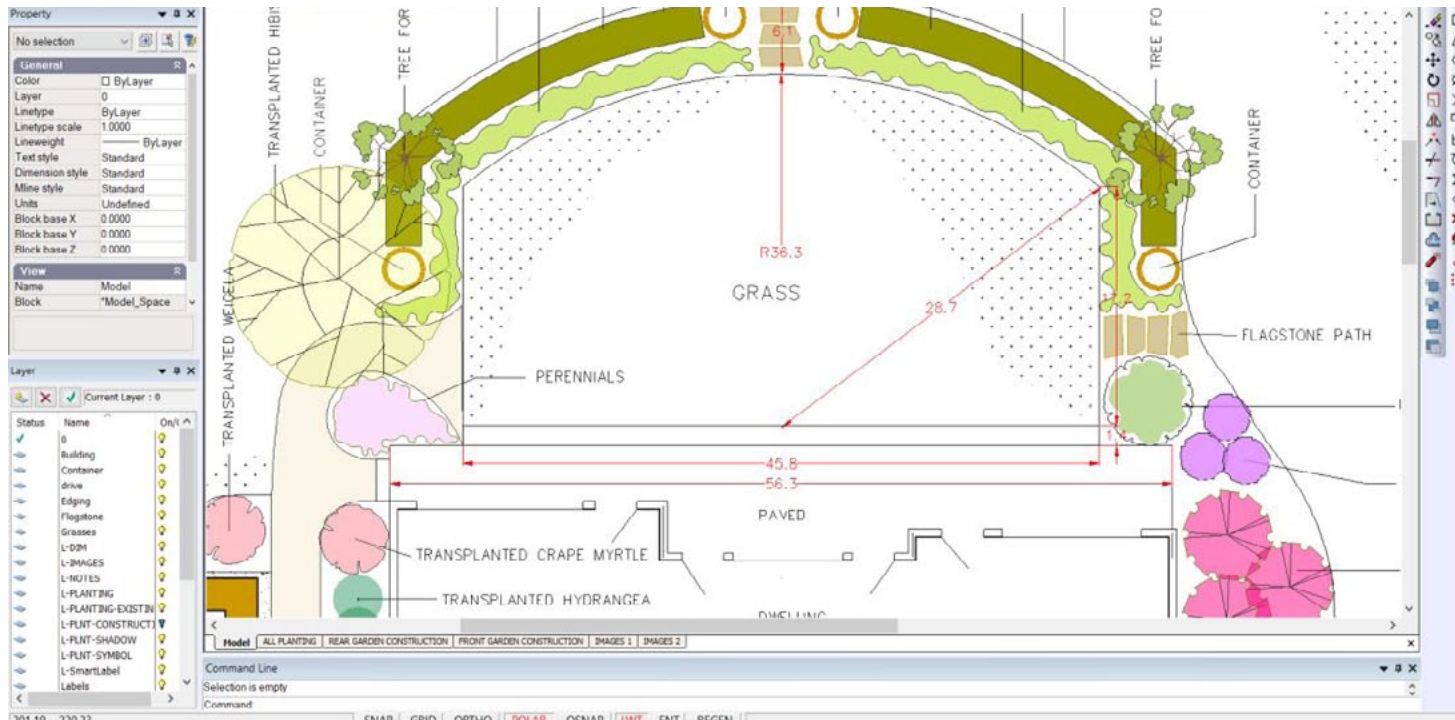 Property
No selection
General
Color ByLayer
Layer 0
Linetype ByLayer
Linetype scale 1.0000
Lineweight ByLayer
Text style Standard
Dimension style Standard
Mline style Standard
Units Undefined
Block base X 0.0000
Block base Y 0.0000
Block base Z 0.0000
View
Name Model
Block "Model_Space
Layer
Current Layer : 0
Status Name On/(
0
Building
Container
drive
Edging
Flogstone
Grasses
L-DIM
L-IMAGES
L-NOTES
L-PLANTING
L-PLANTING-EXISTIN
L-PLNT-CONSTRUCTI
L-PLNT-SHADOW
L-PLNT-SYMBOL
L-SmartLabel
Labels
TRANSPLANTED HIBIS
CONTAINER
TREE FOR
TRANSPLANTED WEIGELA
6.1
R36.3
GRASS
28.7
17.2
TREE FO
CONTAINER
FLAGSTONE PATH
PERENNIALS
1.4
45.8
56.3
PAVED
TRANSPLANTED CRAPE MYRTLE
TRANSPLANTED HYDRANGEA
DWELLING
Model ALL PLANTING REAR GARDEN CONSTRUCTION FRONT GARDEN CONSTRUCTION IMAGES 1 IMAGES 2
Command Line
Selection is empty
Command:
SNAP GRID ORTHO POLAR OSNAP LWT ENT REGEN